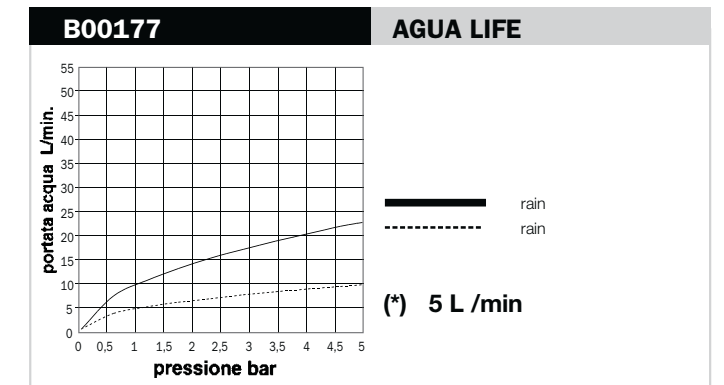 B00177 AGUA LIFE
portata acqua L/min.
55
50
45
40
35
30
25
20
15
10
5
0
0 0,5 1 1,5 2 2,5 3 3,5 4 4,5 5
pressione bar
rain
rain
(*) 5 L /min